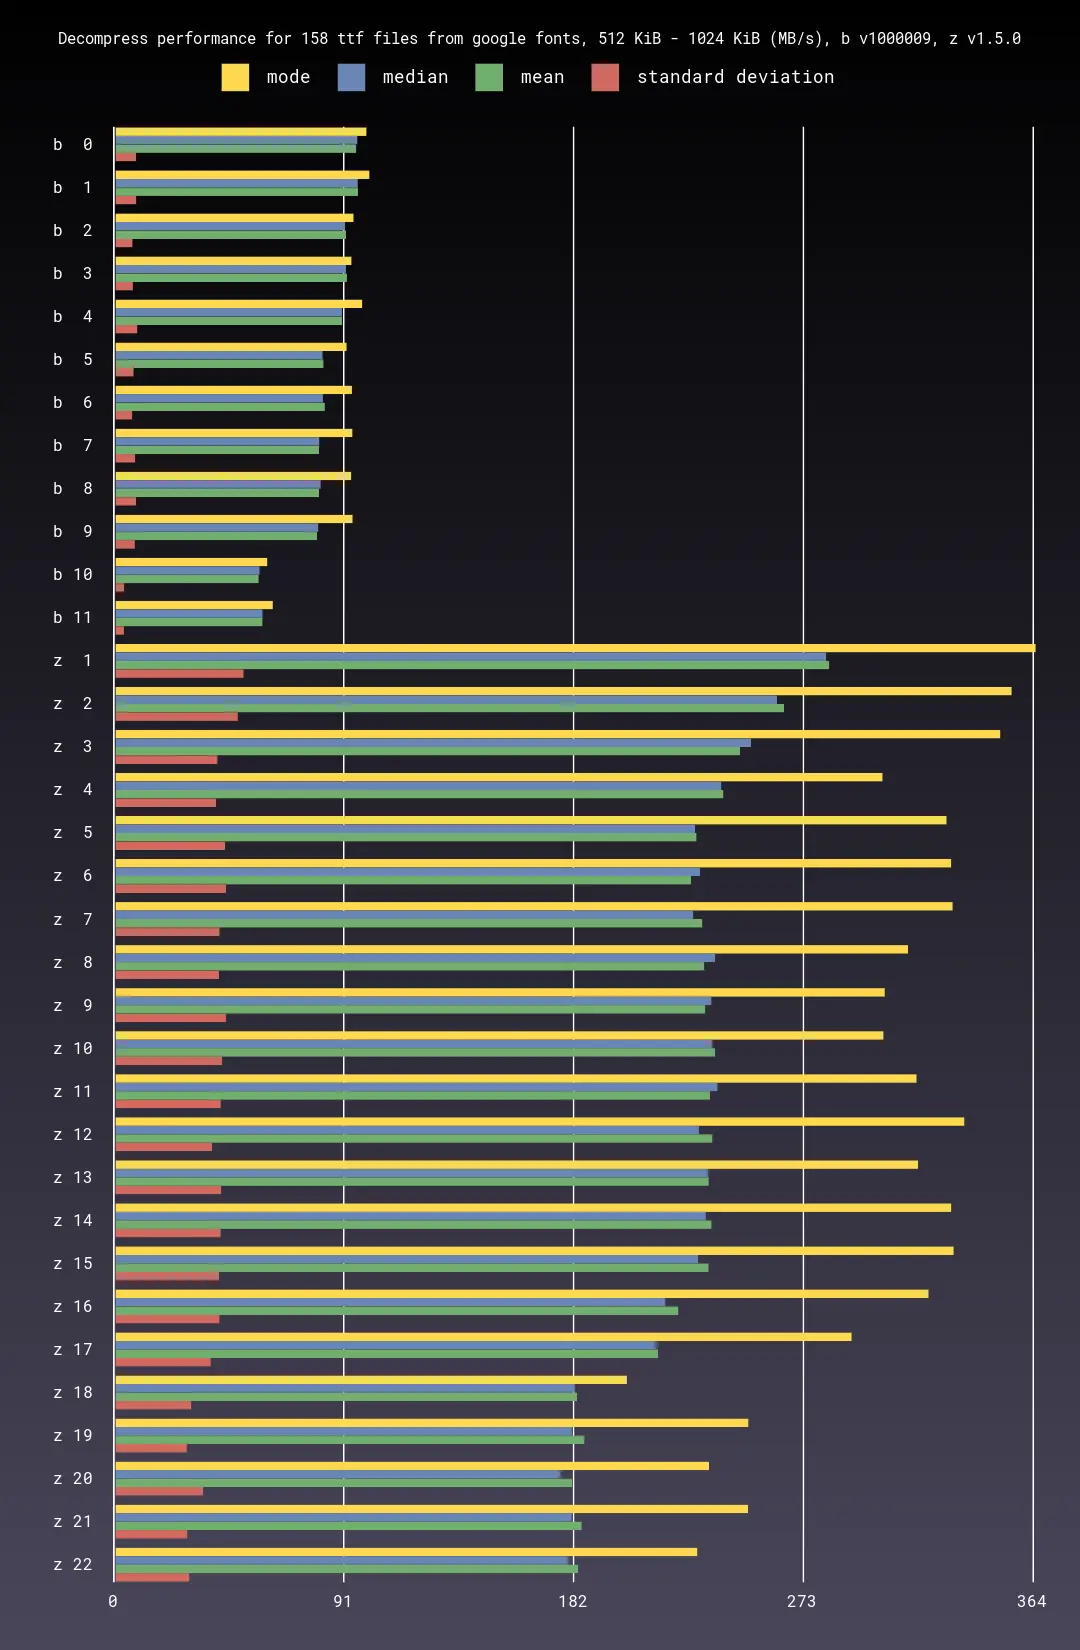 Decompress performance for 158 ttf files from google fonts, 512 KiB - 1024 KiB (MB/s), b v1000009, z v1.5.0
mode median mean standard deviation
b 0
b 1
b 2
b 3
b 4
b 5
b 6
b 7
b 8
b 9
b 10
b 11
z 1
z 2
z 3
z 4
z 5
z 6
z 7
z 8
z 9
z 10
z 11
z 12
z 13
z 14
z 15
z 16
z 17
z 18
z 19
z 20
z 21
z 22
0 91 182 273 364